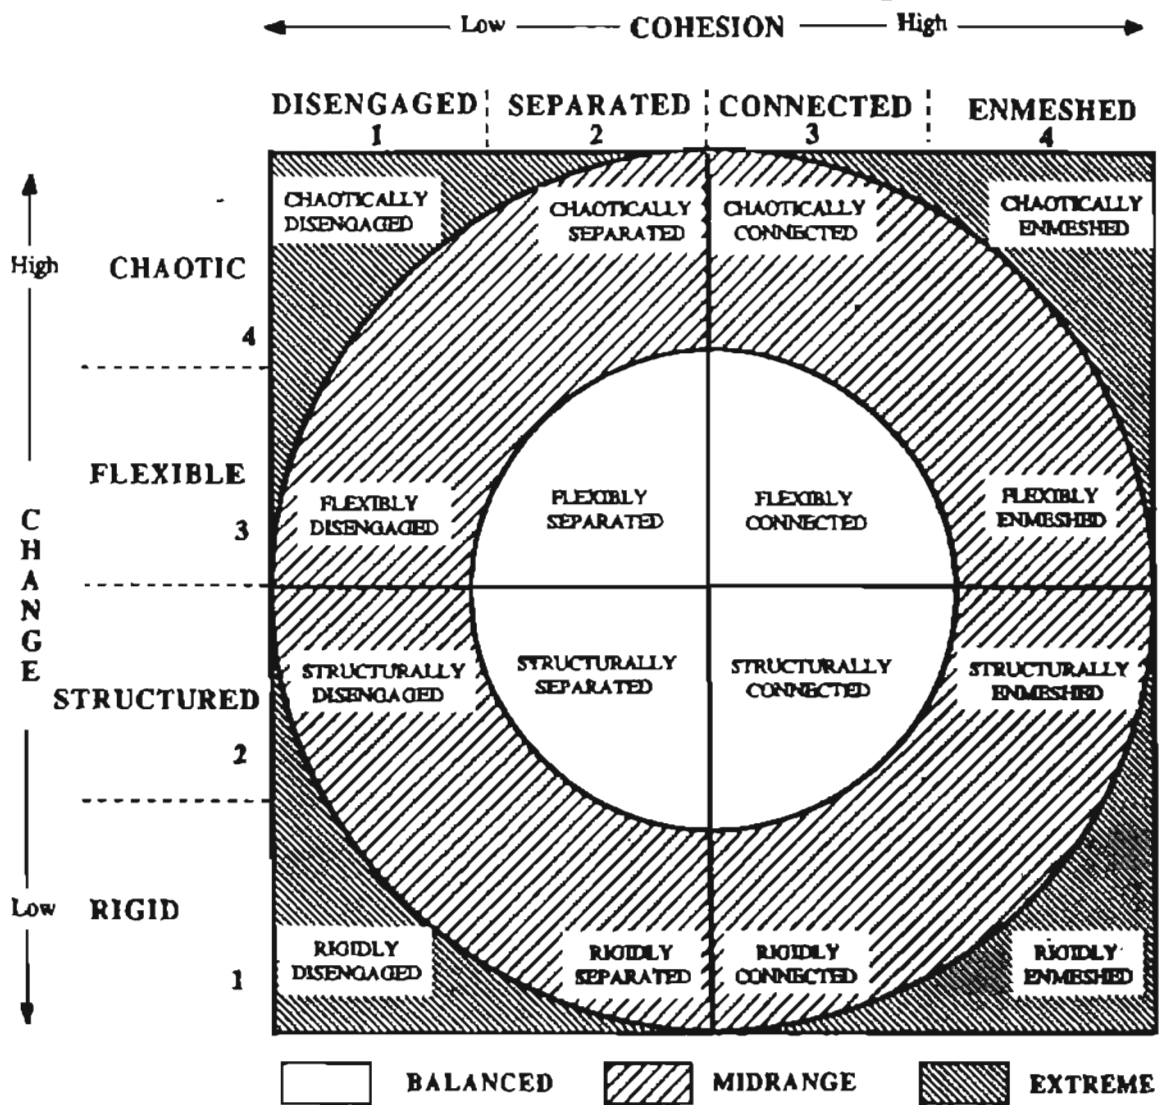 Low COHESION High
DISENGAGED SEPARATED CONNECTED ENMESHED
1 2 3 4
CHAOTICALLY
DISENGAGED
CHAOTICALLY
SEPARATED
CHAOTICALLY
CONNECTED
CHAOTICALLY
ENMESHED
High
CHAOTIC
4
FLEXIBLE
3
FLEXIBLY
DISENGAGED
FLEXIBLY
SEPARATED
FLEXIBLY
CONNECTED
FLEXIBLY
ENMESHED
CHANGE
STRUCTURALLY
DISENGAGED
STRUCTURALLY
SEPARATED
STRUCTURALLY
CONNECTED
STRUCTURALLY
ENMESHED
STRUCTURED
2
Low
RIGID
1
RIGIDLY
DISENGAGED
RIGIDLY
SEPARATED
RIGIDLY
CONNECTED
RIGIDLY
ENMESHED
BALANCED MIDRANGE EXTREME